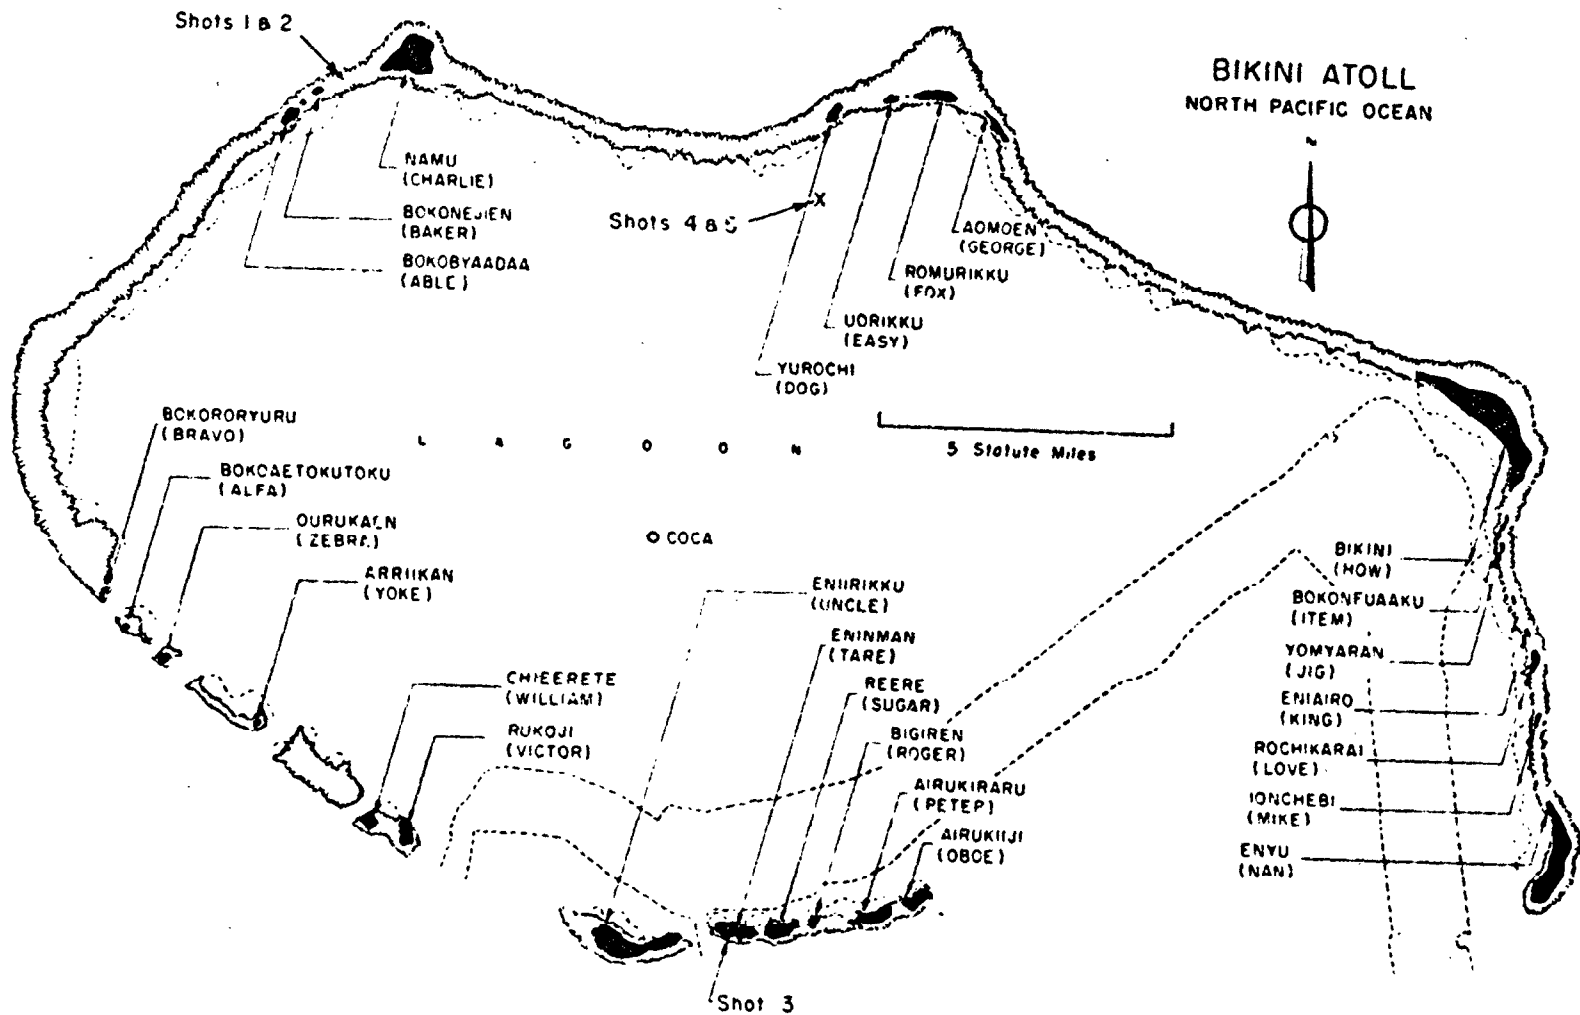 Shots 1 & 2
BIKINI ATOLL
NORTH PACIFIC OCEAN
N
NAMU
(CHARLIE)
BOKONEJIEN
(BAKER)
BOKOBYAADAA
(ABLE)
Shots 4 & 5
AOMOEN
(GEORGE)
ROMURIKKU
(FOX)
UORIKKU
(EASY)
YUROCHI
(DOG)
BOKORORYURU
(BRAVO)
L A G O O N
5 Statute Miles
BOKOAETOKUTOKU
(ALFA)
OURUKAEN
(ZEBRA)
ARRIIKAN
(YOKE)
COCA
ENIIRIKKU
(UNCLE)
ENINMAN
(TARE)
REERE
(SUGAR)
BIGIREN
(ROGER)
AIRUKIRARU
(PETER)
AIRUKIIJI
(OBOE)
CHIEERETE
(WILLIAM)
RUKOJI
(VICTOR)
BIKINI
(HOW)
BOKONFUAAKU
(ITEM)
YOMYARAN
(JIG)
ENIAIRO
(KING)
ROCHIKARAI
(LOVE)
IONCHEBI
(MIKE)
ENYU
(NAN)
Shot 3